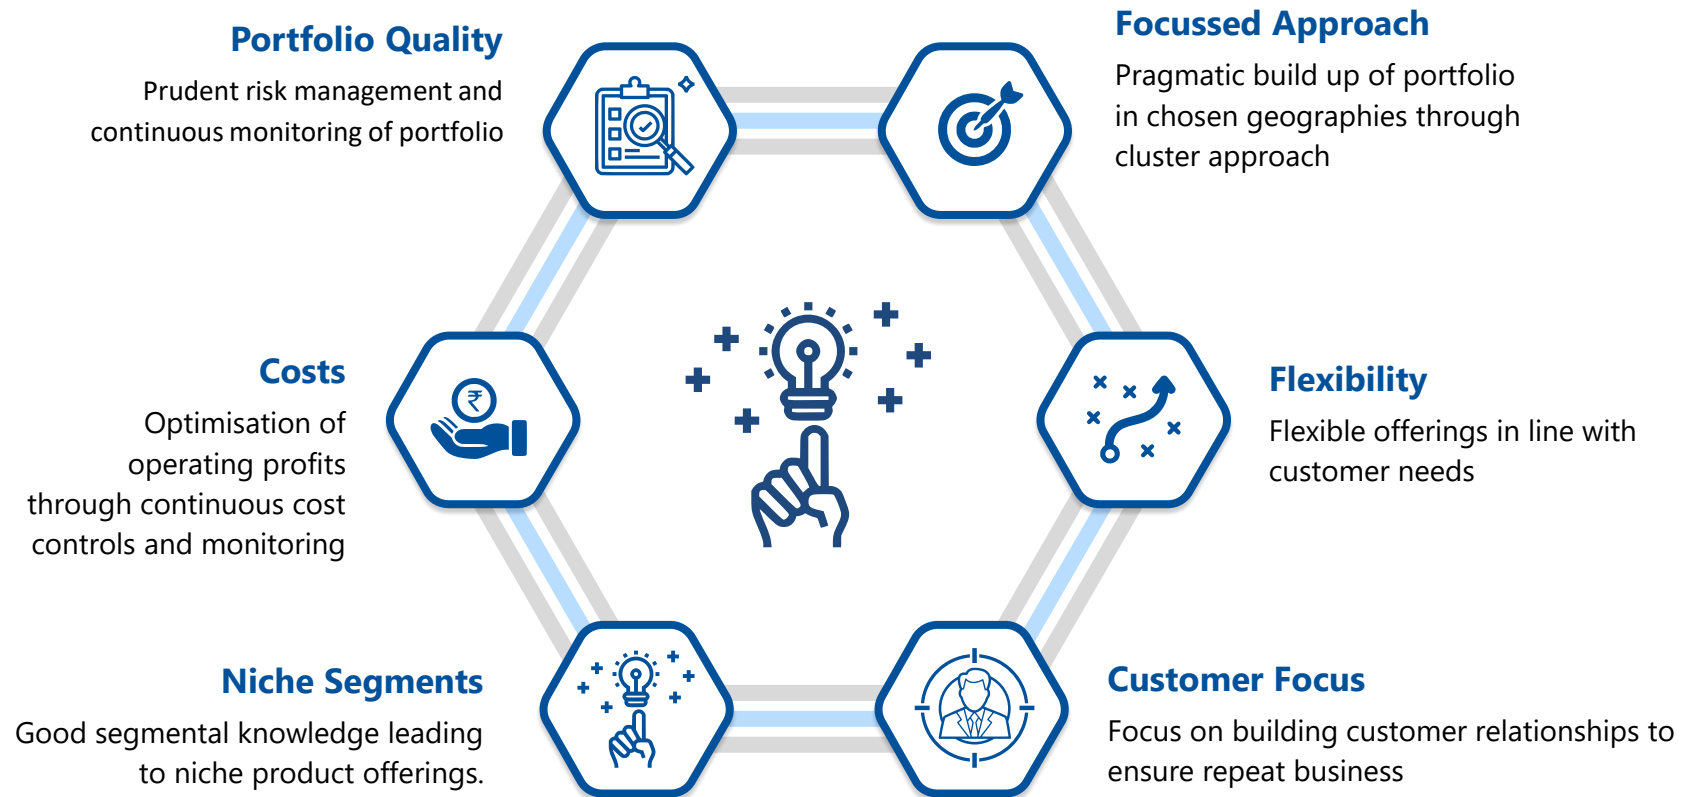 Portfolio Quality
Prudent risk management and
continuous monitoring of portfolio
Focussed Approach
Pragmatic build up of portfolio
in chosen geographies through
cluster approach
Costs
Optimisation of
operating profits
through continuous cost
controls and monitoring
₹
Flexibility
Flexible offerings in line with
customer needs
Niche Segments
Good segmental knowledge leading
to niche product offerings.
Customer Focus
Focus on building customer relationships to
ensure repeat business